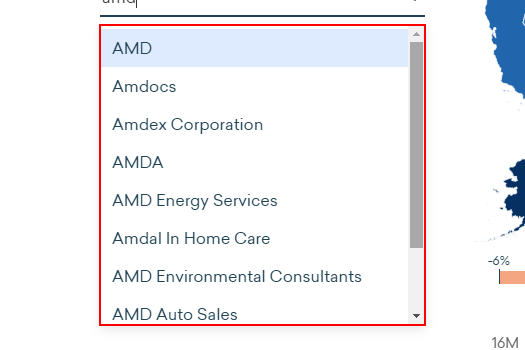 amd
AMD
Amdocs
Amdex Corporation
AMDA
AMD Energy Services
Amdal In Home Care
AMD Environmental Consultants
AMD Auto Sales
-6%
16M